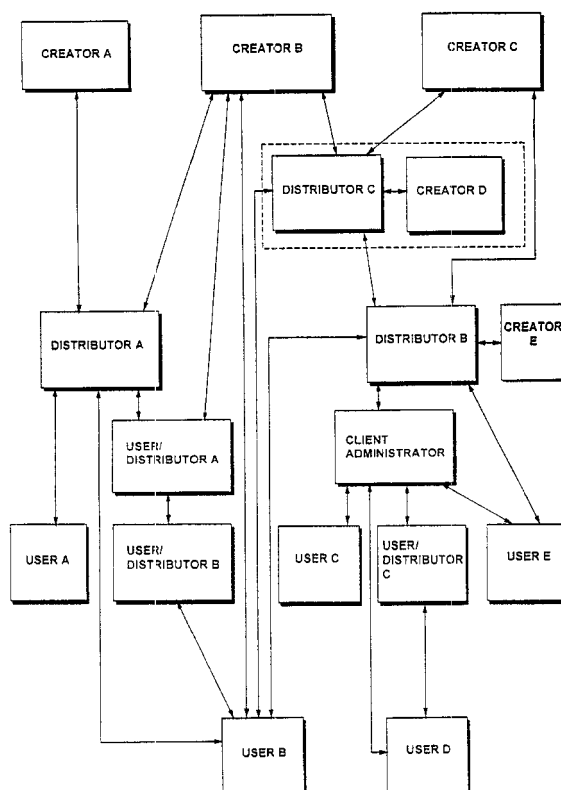 CREATOR A
CREATOR B
CREATOR C
DISTRIBUTOR C
CREATOR D
DISTRIBUTOR A
DISTRIBUTOR B
CREATOR
E
USER/
DISTRIBUTOR A
CLIENT
ADMINISTRATOR
USER A
USER/
DISTRIBUTOR B
USER C
USER/
DISTRIBUTOR
C
USER E
USER B
USER D